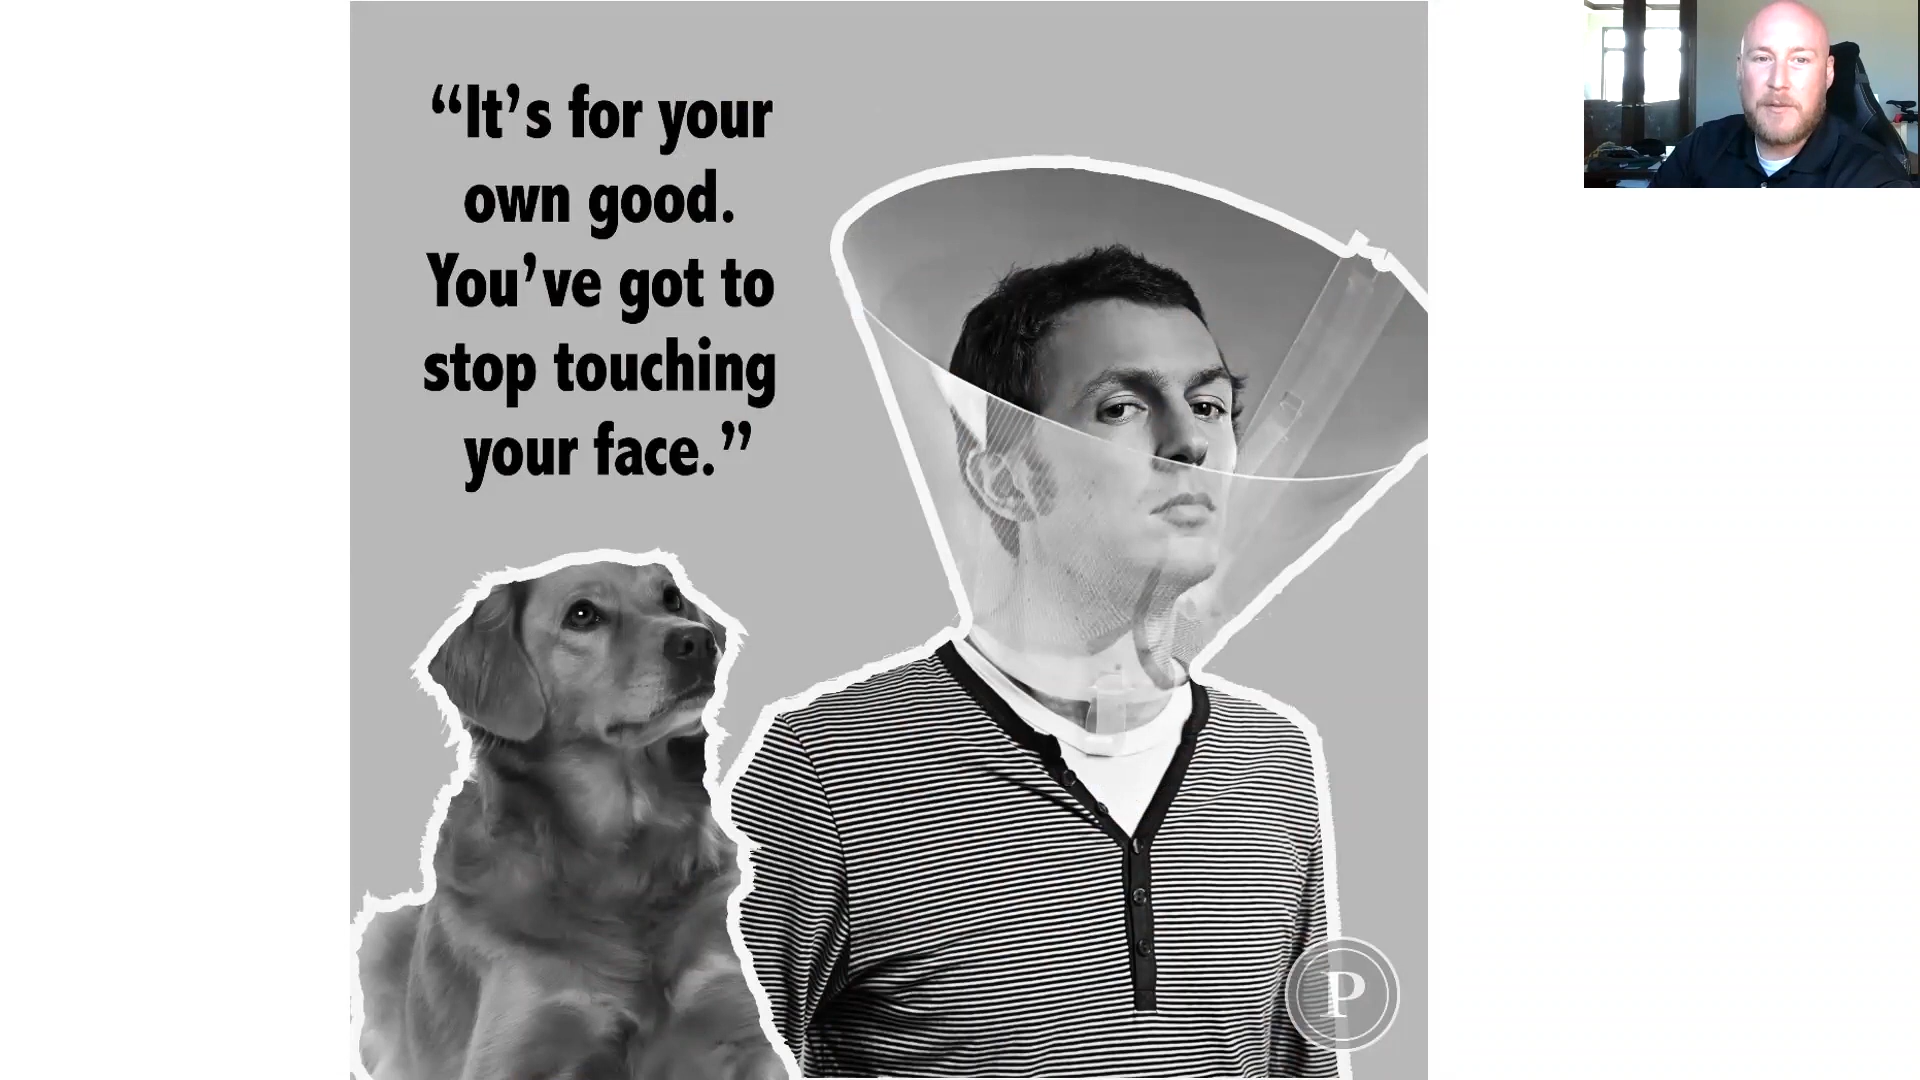 “It’s for your
own good.
You’ve got to
stop touching
your face.”
P